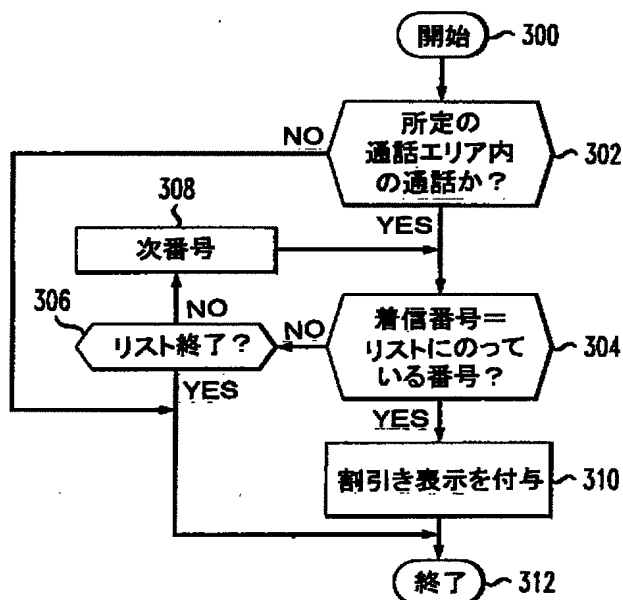 開始
300
所定の
通話エリア内
の通話か?
302
NO
YES
308
次番号
306
リスト終了?
NO
YES
NO
着信番号=
リストにのって
いる番号?
304
YES
割引き表示を付与
310
終了
312